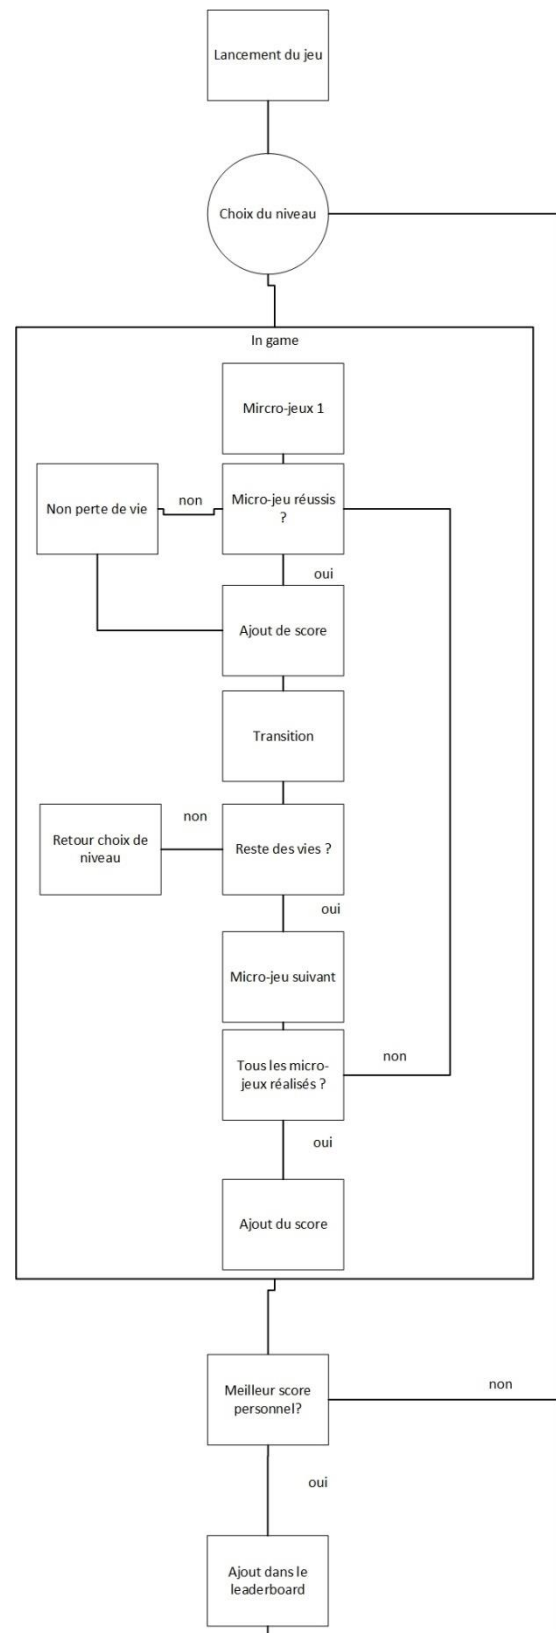 Lancement du jeu
Choix du niveau
In game
Mircro-jeux 1
Non perte de vie
non
Micro-jeu réussis
?
oui
Ajout de score
Transition
Retour choix de
niveau
non
Reste des vies ?
oui
Micro-jeu suivant
Tous les micro-
jeux réalisés ?
non
oui
Ajout du score
Meilleur score
personnel?
non
oui
Ajout dans le
leaderboard